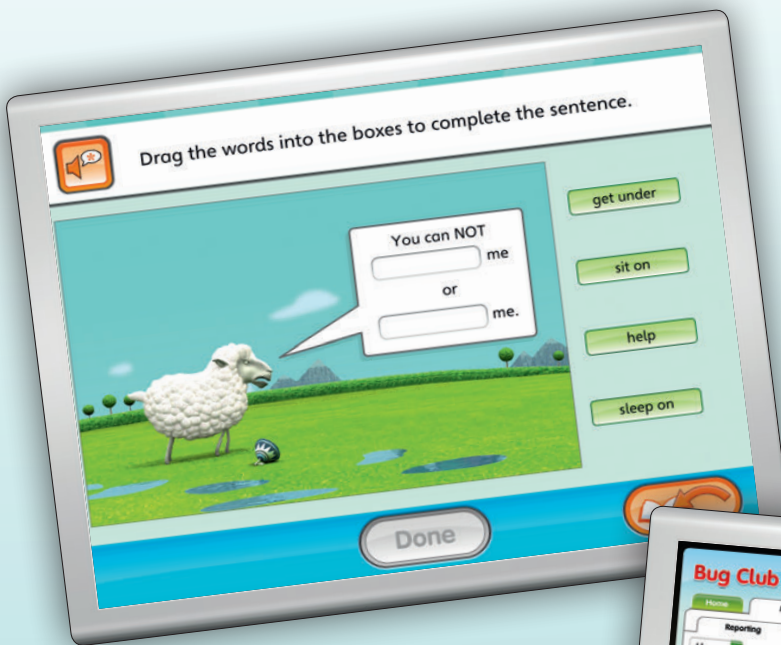 Drag the words into the boxes to complete the sentence.
You can NOT
me
or
me.
get under
sit on
help
sleep on
Done
Bug Club
Home
Reporting